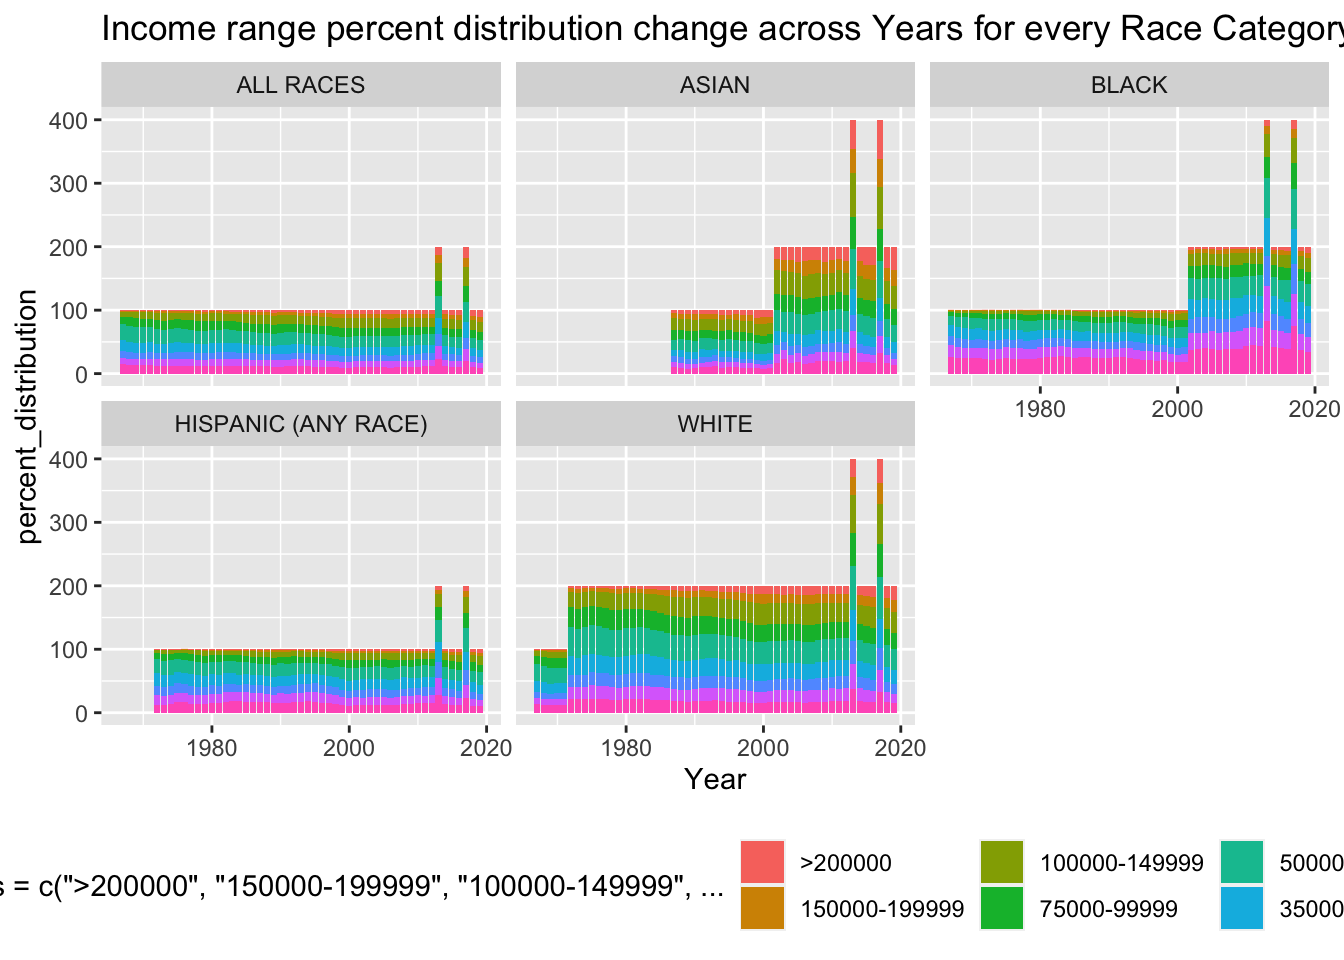 Income range percent distribution change across Years for every Race Category
ALL RACES
ASIAN
BLACK
400
300
200
100
0
1980 2000 2020
HISPANIC (ANY RACE)
WHITE
400
300
200
100
0
1980 2000 2020
1980 2000 2020
percent_distribution
Year
s = c(">200000", "150000-199999", "100000-149999", ...
>200000
150000-199999
100000-149999
75000-99999
50000
35000